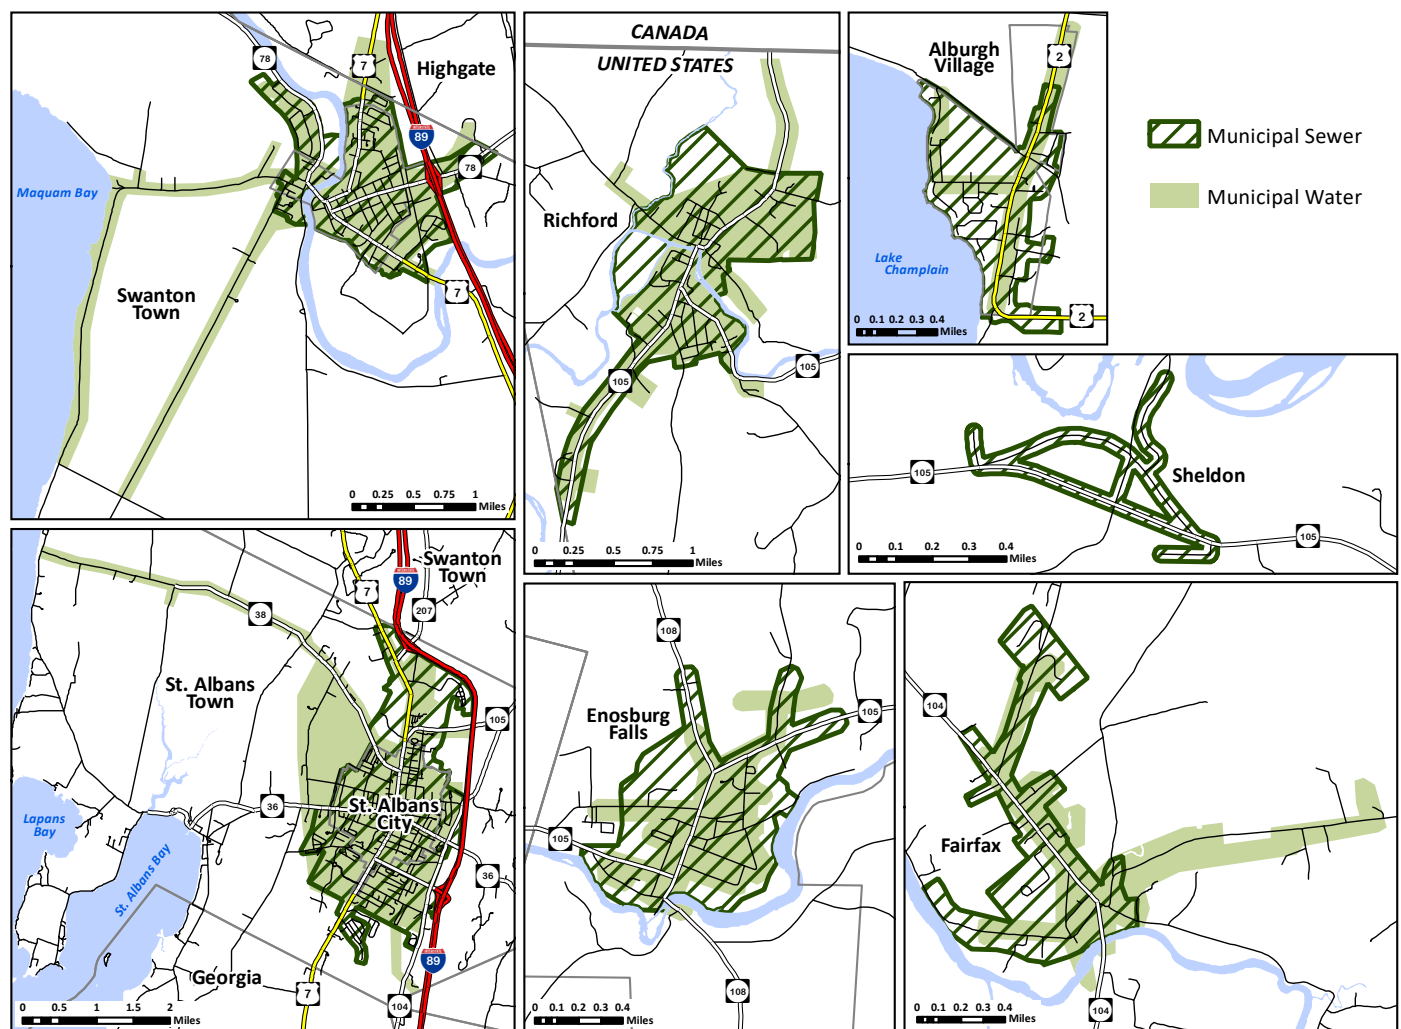 78
7
Highgate
89
78
Maquam Bay
Swanton
Town
7
0 0.25 0.5 0.75 1
Miles
CANADA
UNITED STATES
Richford
105
105
0 0.25 0.5 0.75 1
Miles
Alburgh
Village
2
Lake
Champlain
2
0 0.1 0.2 0.3 0.4
Miles
Municipal Sewer
Municipal Water
105
Sheldon
105
0 0.1 0.2 0.3 0.4
Miles
Swanton
Town
89
7
207
38
St. Albans
Town
105
36
St. Albans
City
Lapans
Bay
St. Albans Bay
36
Georgia
89
7
104
0 0.5 1 1.5 2
Miles
108
Enosburg
Falls
105
105
108
0 0.1 0.2 0.3 0.4
Miles
104
Fairfax
104
0 0.1 0.2 0.3 0.4
Miles